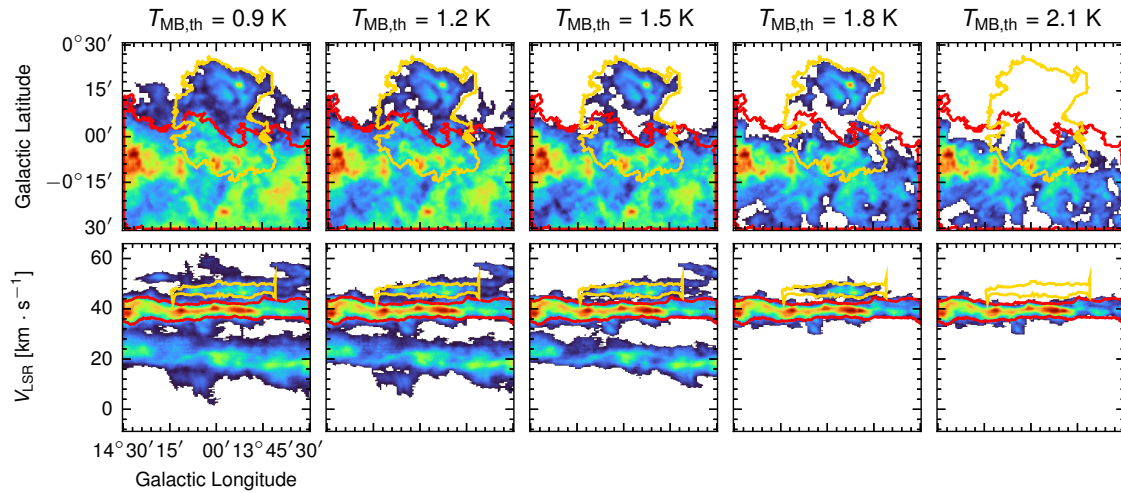 T_MB,th = 0.9 K T_MB,th = 1.2 K T_MB,th = 1.5 K T_MB,th = 1.8 K T_MB,th = 2.1 K
0°30′
15′
00′
−0°15′
30′
Galactic Latitude
60
40
20
0
V_LSR [km · s⁻¹]
14°30′ 15′ 00′ 13°45′ 30′
Galactic Longitude